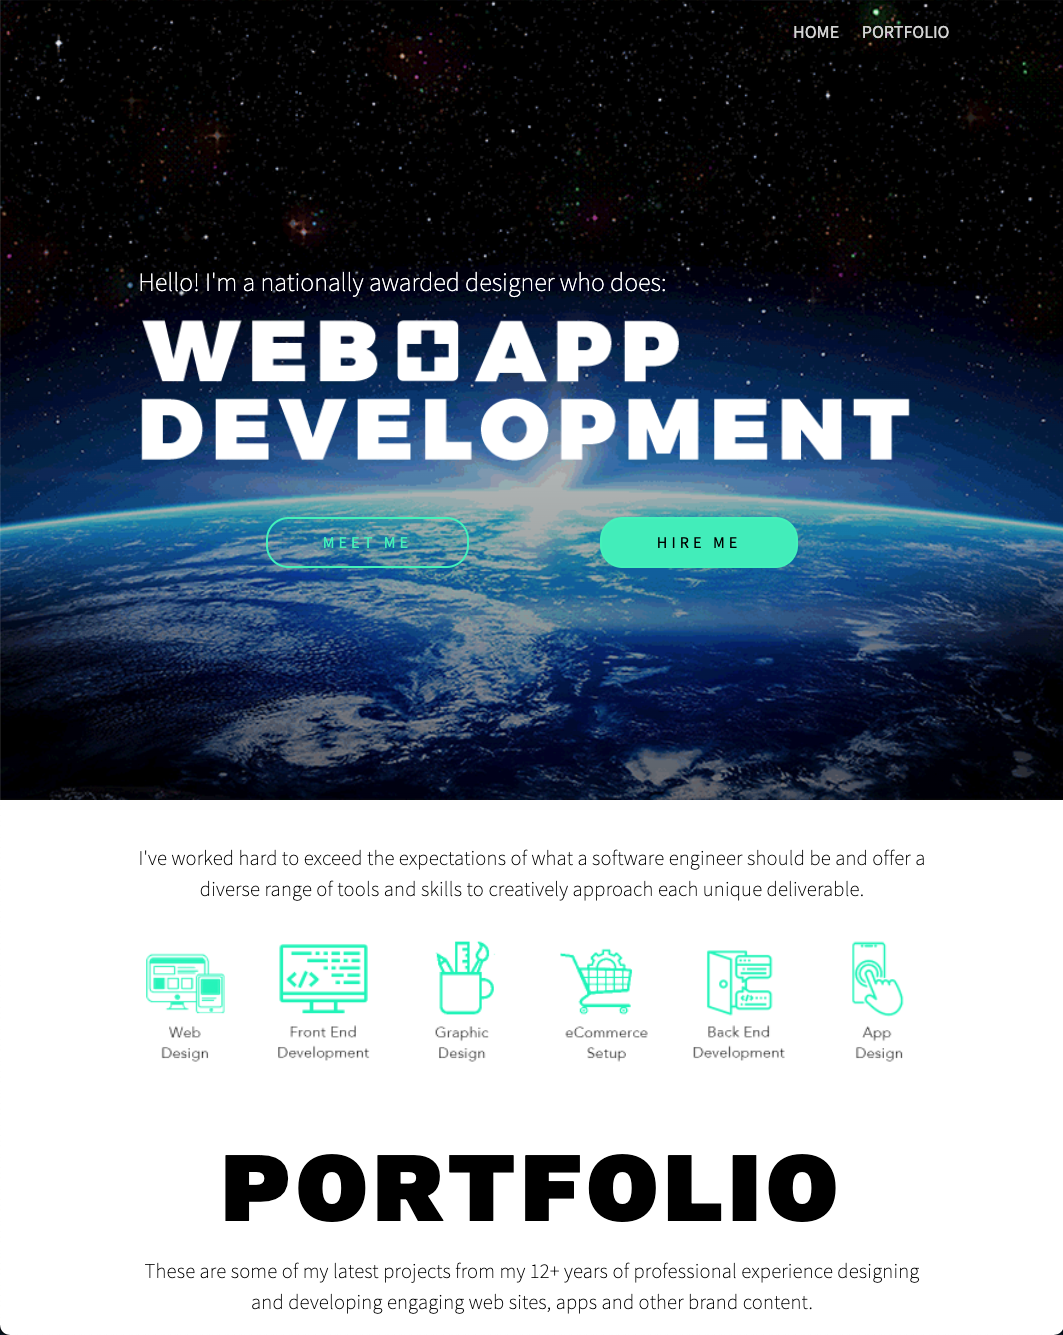 HOME PORTFOLIO
Hello! I'm a nationally awarded designer who does:
WEB + APP
DEVELOPMENT
MEET ME
HIRE ME
I've worked hard to exceed the expectations of what a software engineer should be and offer a
diverse range of tools and skills to creatively approach each unique deliverable.
Web
Design
Front End
Development
Graphic
Design
eCommerce
Setup
Back End
Development
App
Design
PORTFOLIO
These are some of my latest projects from my 12+ years of professional experience designing
and developing engaging web sites, apps and other brand content.